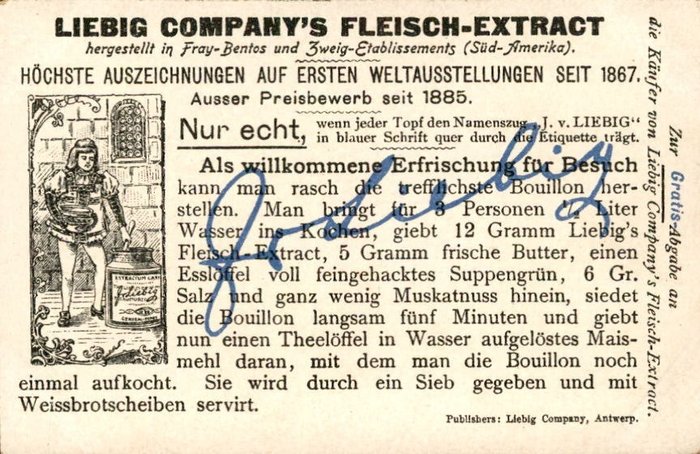 LIEBIG COMPANY'S FLEISCH-EXTRACT
hergestellt in Fray-Bentos und Zweig-Etablissements (Süd-Amerika).
HÖCHSTE AUSZEICHNUNGEN AUF ERSTEN WELTAUSSTELLUNGEN SEIT 1867.
Ausser Preisbewerb seit 1885.
Nur echt, wenn jeder Topf den Namenszug „J. v. LIEBIG"
in blauer Schrift quer durch die Etiquette trägt.
Als willkommene Erfrischung für Besuch
kann man rasch die trefflichste Bouillon her-
stellen. Man bringt für 3 Personen ½ Liter
Wasser ins Kochen, giebt 12 Gramm Liebig's
Fleisch-Extract, 5 Gramm frische Butter, einen
Esslöffel voll feingehacktes Suppengrün, 6 Gr.
Salz und ganz wenig Muskatnuss hinein, siedet
die Bouillon langsam fünf Minuten und giebt
nun einen Theelöffel in Wasser aufgelöstes Mais-
mehl daran, mit dem man die Bouillon noch
einmal aufkocht. Sie wird durch ein Sieb gegeben und mit
Weissbrotscheiben servirt.
Publishers: Liebig Company, Antwerp.
Zur Gratis-Abgabe an
die Käufer von Liebig Company's Fleisch-Extract.